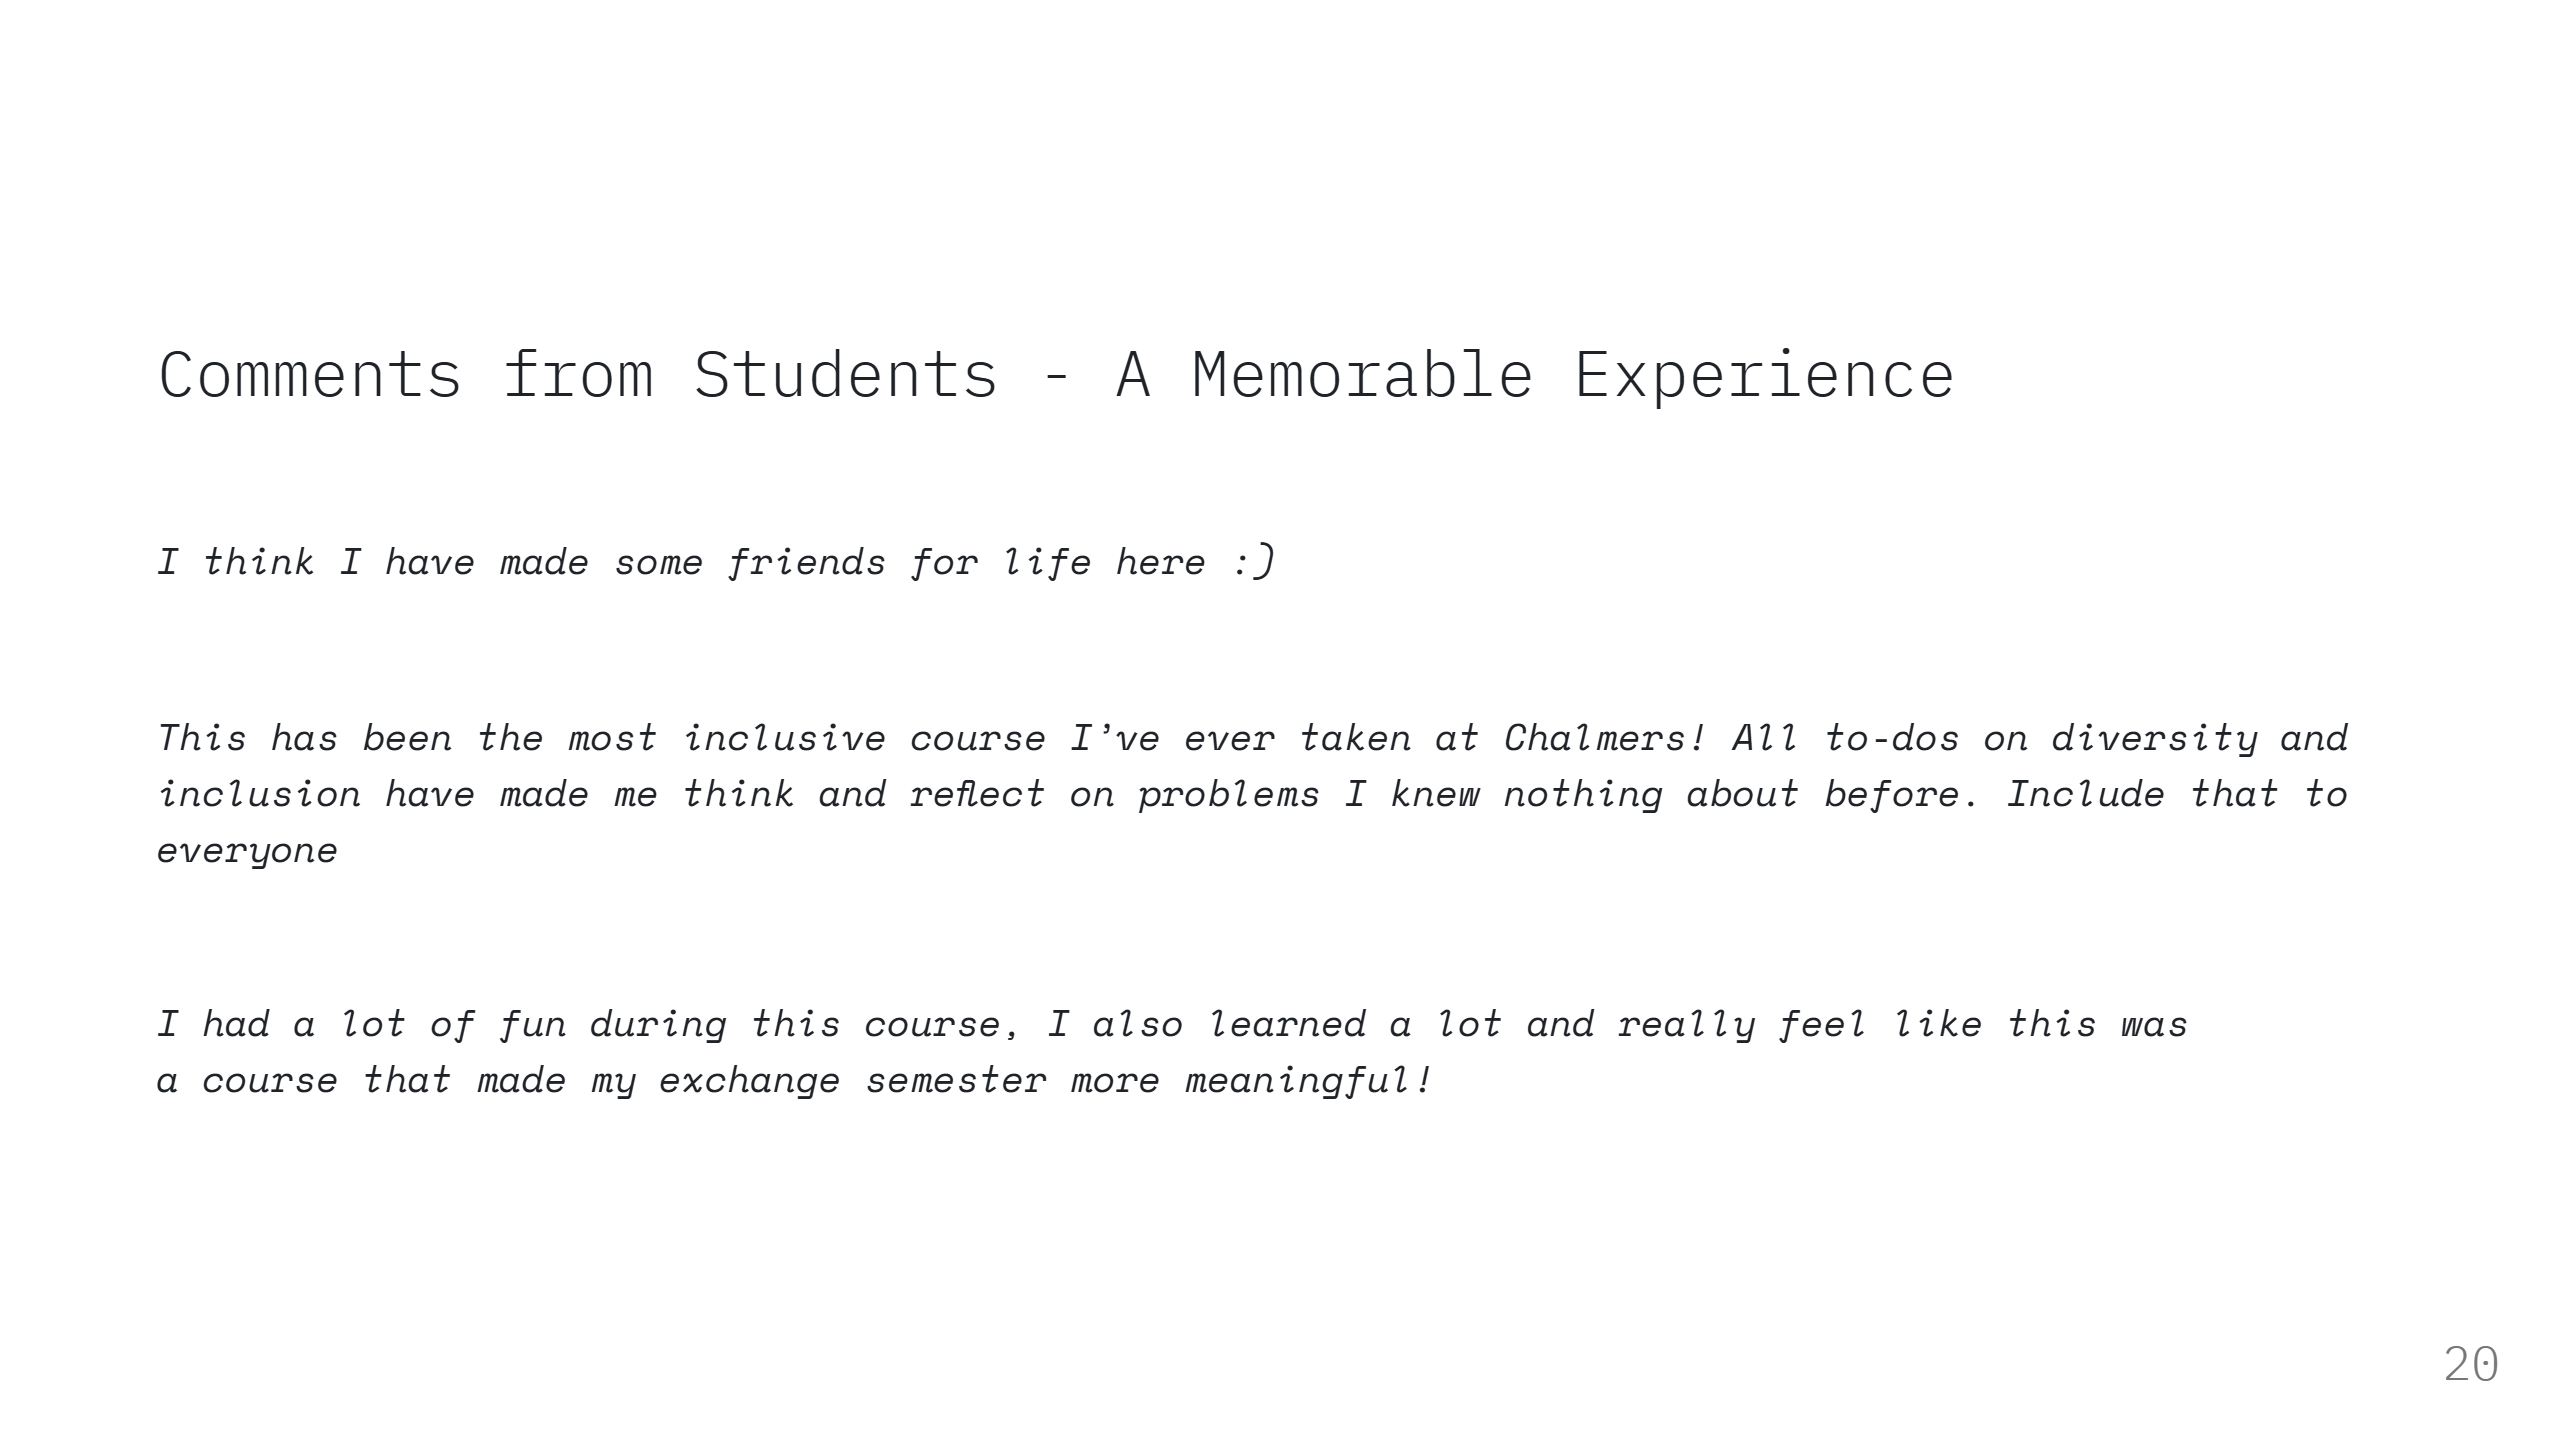 Comments from Students - A Memorable Experience
I think I have made some friends for life here :)
This has been the most inclusive course I’ve ever taken at Chalmers! All to-dos on diversity and
inclusion have made me think and reflect on problems I knew nothing about before. Include that to
everyone
I had a lot of fun during this course, I also learned a lot and really feel like this was
a course that made my exchange semester more meaningful!
20